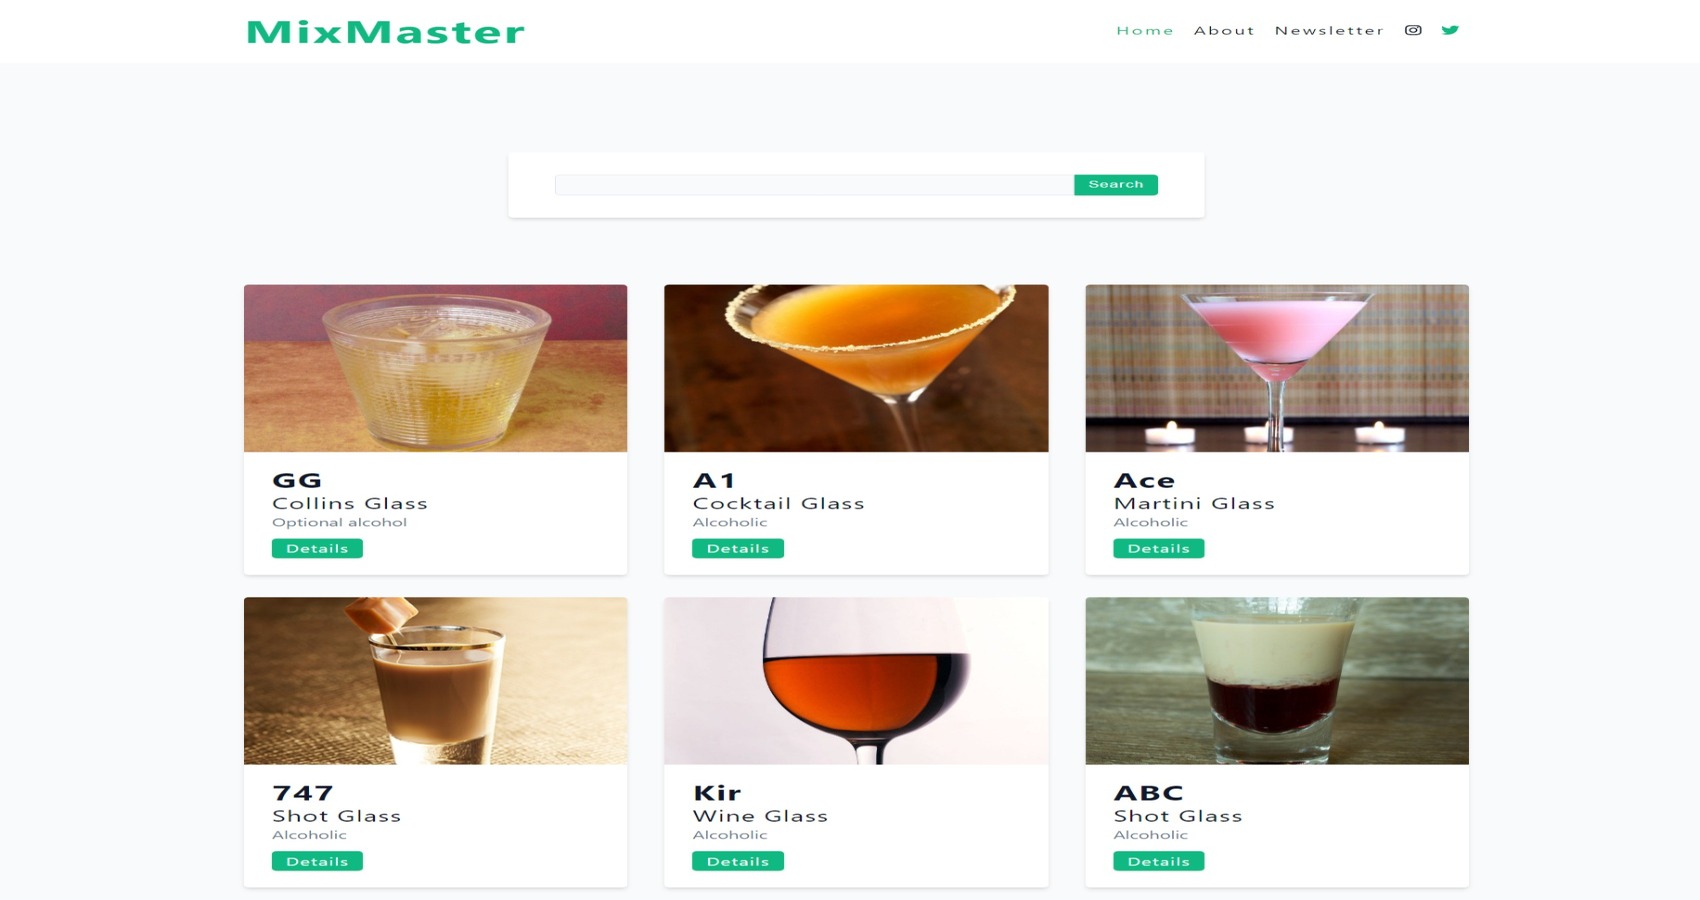 MixMaster
Home About Newsletter
Search
GG
Collins Glass
Optional alcohol
Details
A1
Cocktail Glass
Alcoholic
Details
Ace
Martini Glass
Alcoholic
Details
747
Shot Glass
Alcoholic
Details
Kir
Wine Glass
Alcoholic
Details
ABC
Shot Glass
Alcoholic
Details